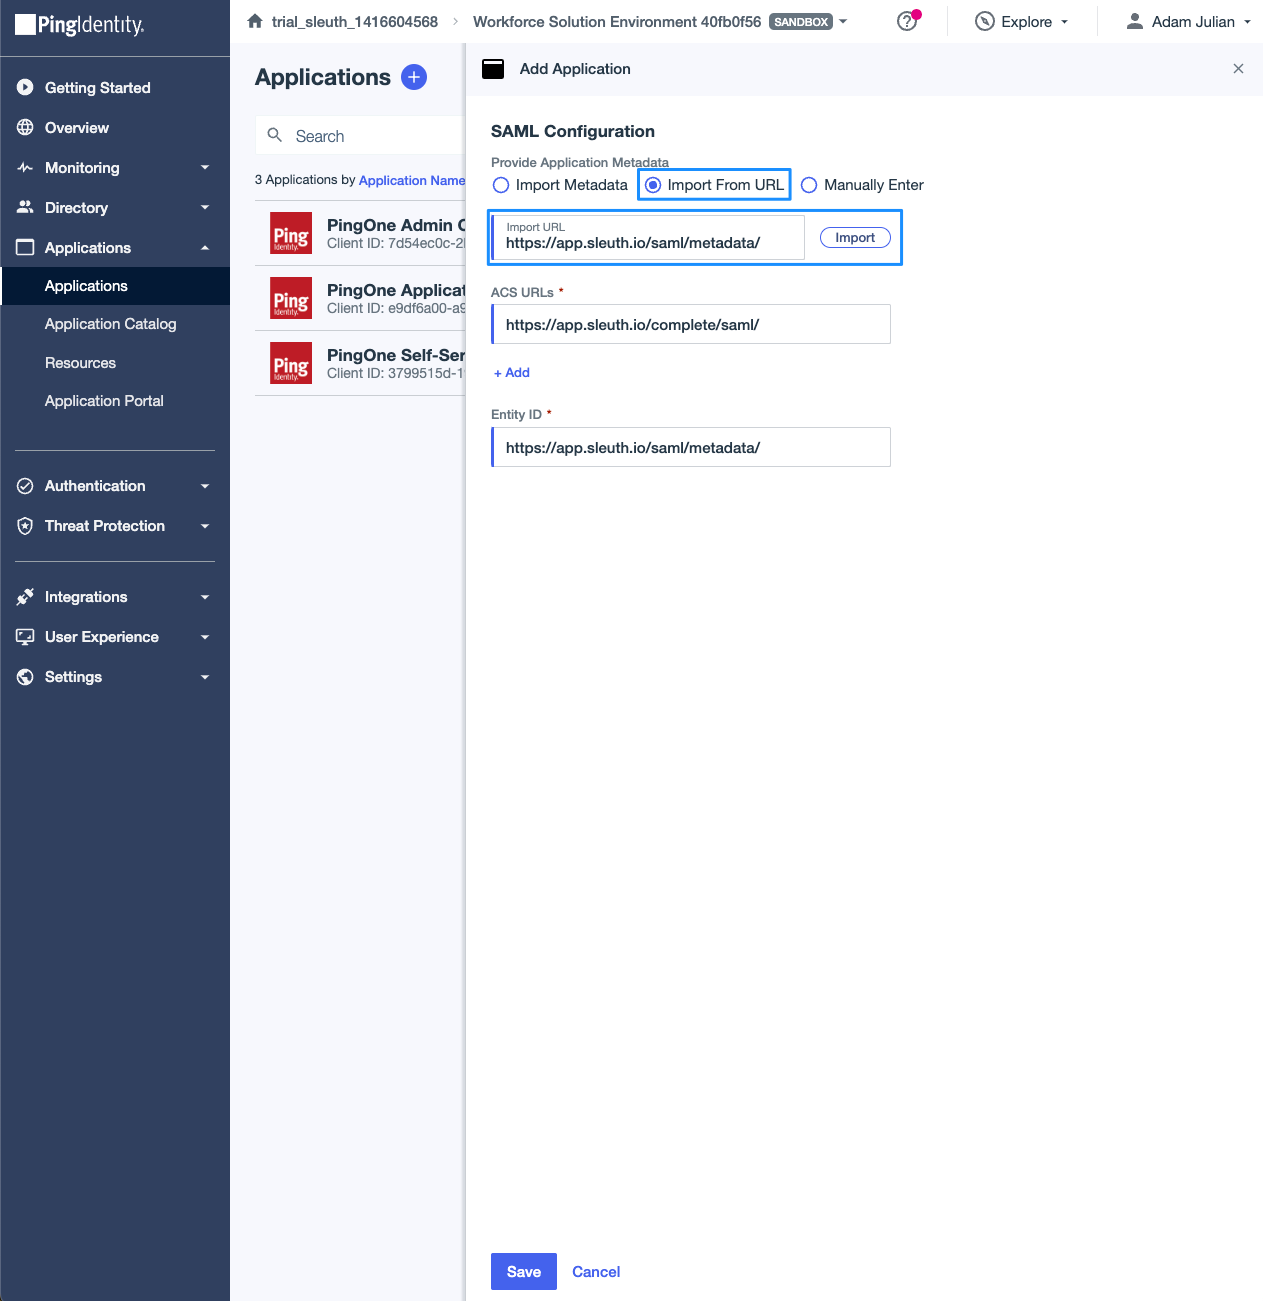 PingIdentity.
trial_sleuth_1416604568
Workforce Solution Environment 40fb0f56
SANDBOX
Explore
Adam Julian
Getting Started
Overview
Monitoring
Directory
Applications
Applications
Application Catalog
Resources
Application Portal
Authentication
Threat Protection
Integrations
User Experience
Settings
Applications
Search
3 Applications by Application Name
Ping
Identity.
PingOne Admin
Client ID: 7d54ec0c-2
Ping
Identity.
PingOne Applicat
Client ID: e9df6a00-a9
Ping
Identity.
PingOne Self-Ser
Client ID: 3799515d-1
Add Application
SAML Configuration
Provide Application Metadata
Import Metadata
Import From URL
Manually Enter
Import URL
https://app.sleuth.io/saml/metadata/
Import
ACS URLs *
https://app.sleuth.io/complete/saml/
+ Add
Entity ID *
https://app.sleuth.io/saml/metadata/
Save
Cancel